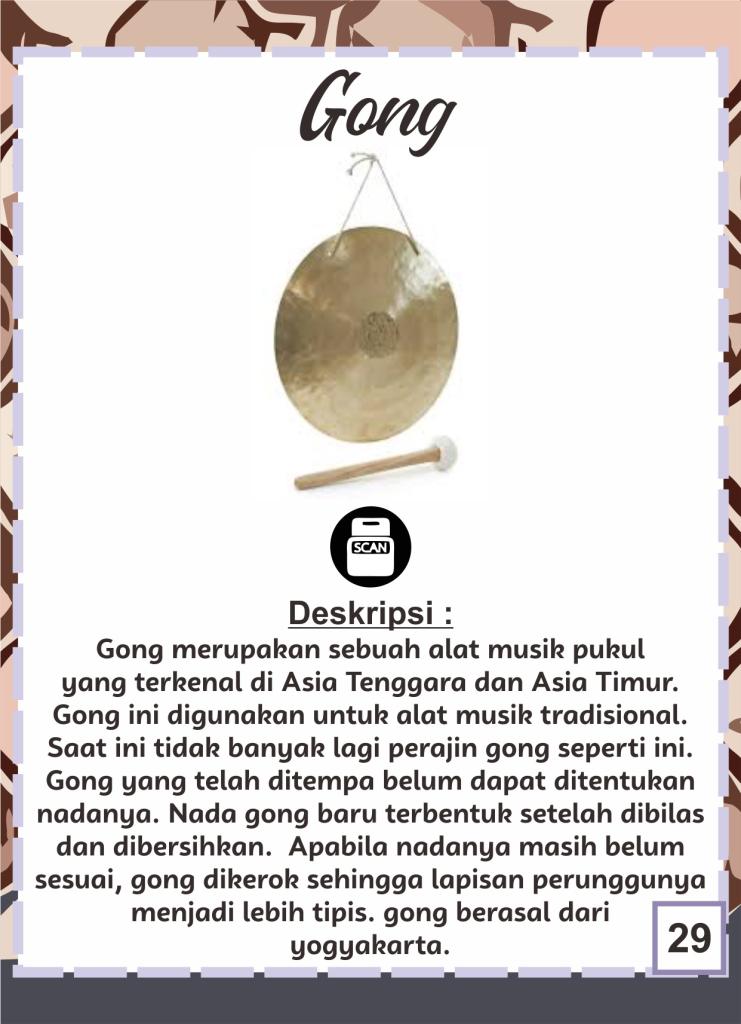 Gong
SCAN
Deskripsi :
Gong merupakan sebuah alat musik pukul
yang terkenal di Asia Tenggara dan Asia Timur.
Gong ini digunakan untuk alat musik tradisional.
Saat ini tidak banyak lagi perajin gong seperti ini.
Gong yang telah ditempa belum dapat ditentukan
nadanya. Nada gong baru terbentuk setelah dibilas
dan dibersihkan.  Apabila nadanya masih belum
sesuai, gong dikerok sehingga lapisan perunggunya
menjadi lebih tipis. gong berasal dari
yogyakarta.
29